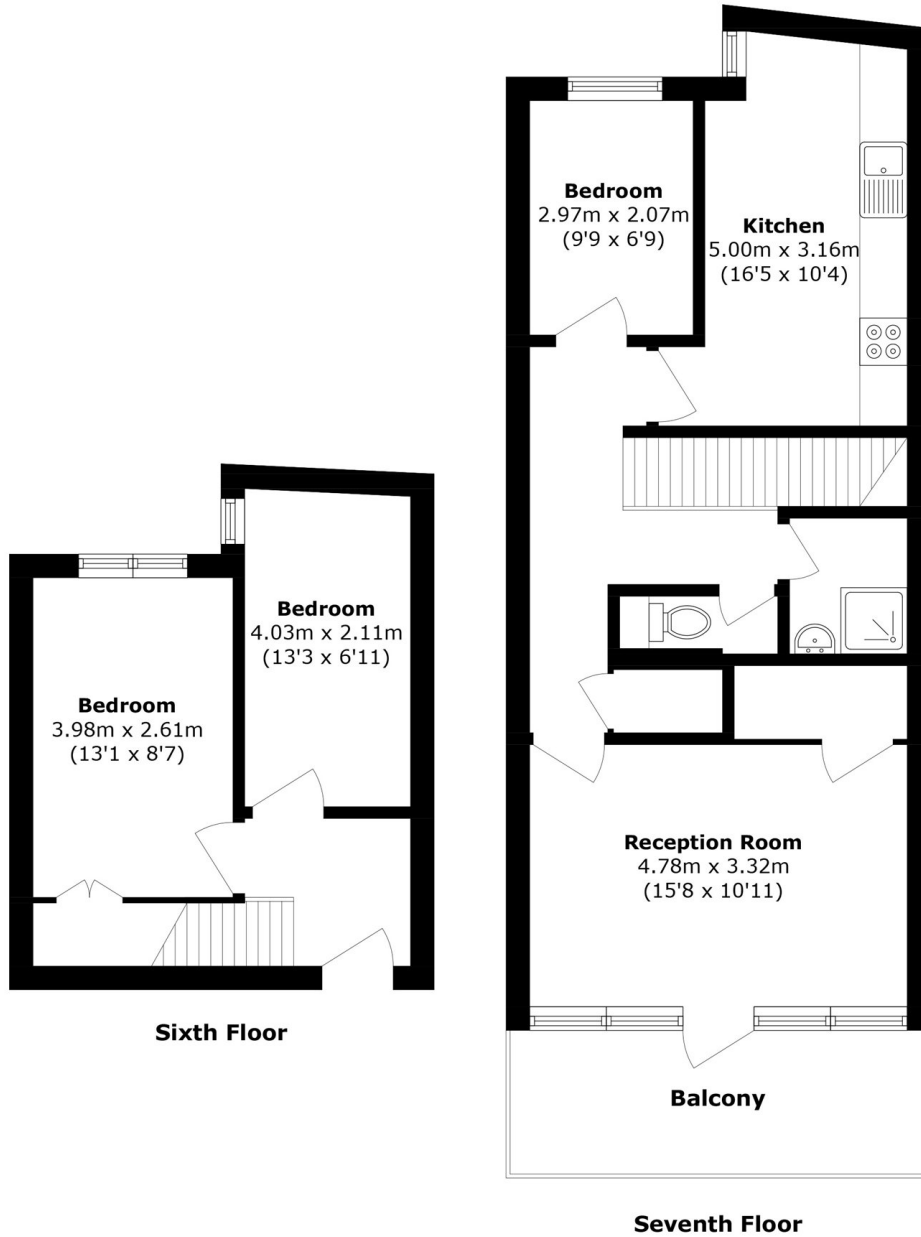 Bedroom
4.03m x 2.11m
(13'3 x 6'11)
Bedroom
3.98m x 2.61m
(13'1 x 8'7)
Sixth Floor
Bedroom
2.97m x 2.07m
(9'9 x 6'9)
Kitchen
5.00m x 3.16m
(16'5 x 10'4)
Reception Room
4.78m x 3.32m
(15'8 x 10'11)
Balcony
Seventh Floor